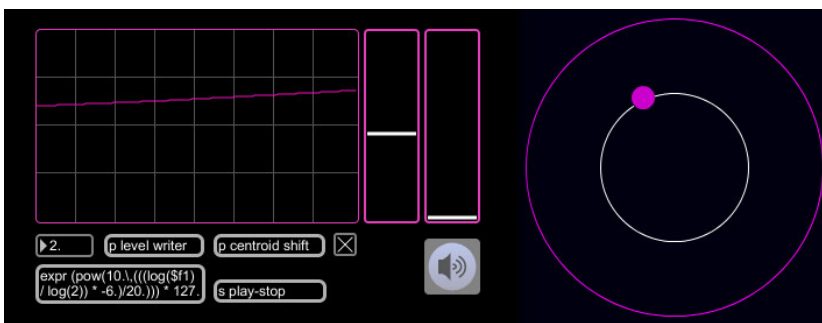 2.
p level writer
p centroid shift
expr (pow(10.\,(((log($f1)
/ log(2)) * -6.)/20.))) * 127.
s play-stop